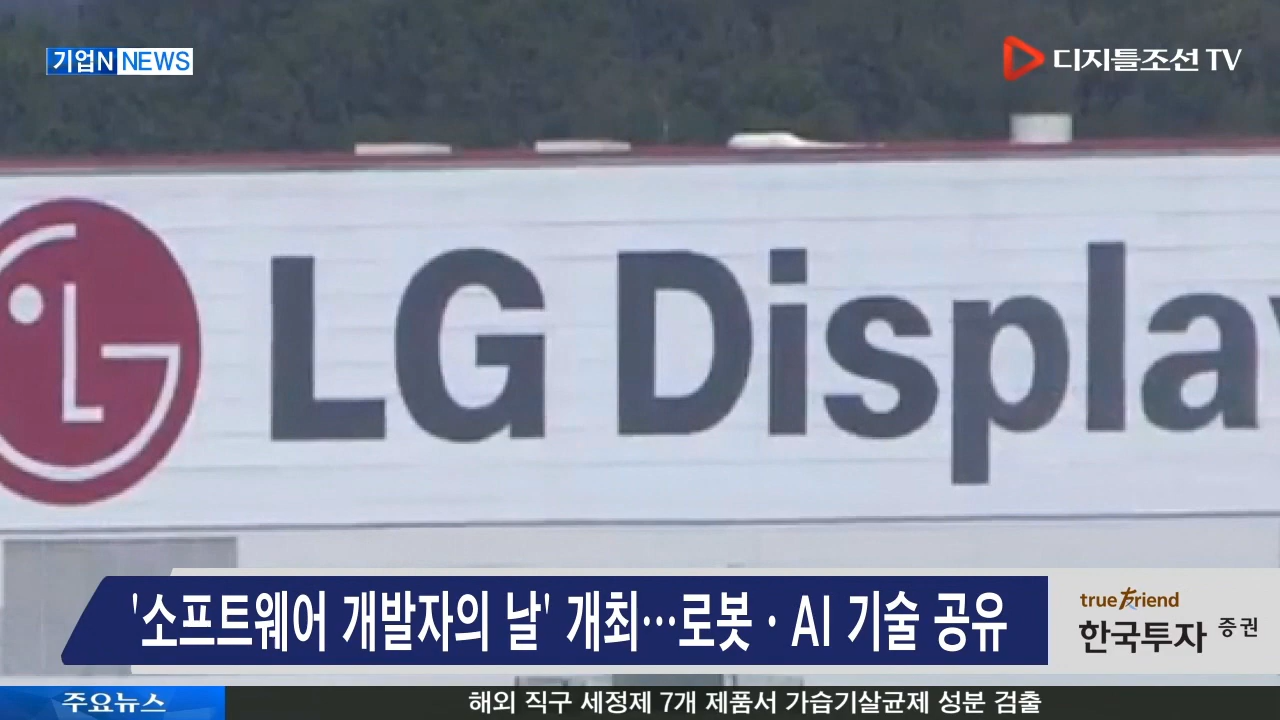 기업N NEWS
디지틀조선 TV
LG Displa
'소프트웨어 개발자의 날' 개최…로봇·AI 기술 공유
true friend
한국투자 증권
주요뉴스
해외 직구 세정제 7개 제품서 가습기살균제 성분 검출